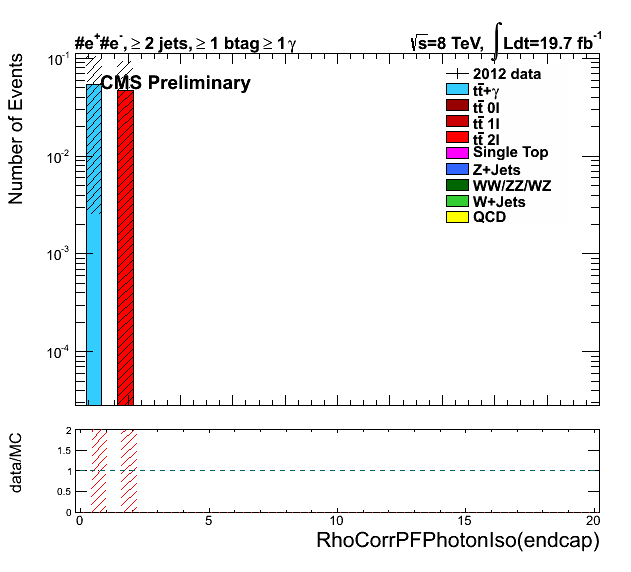 #e⁺#e⁻, ≥ 2 jets, ≥ 1 btag ≥ 1 γ √s=8 TeV, ∫ Ldt=19.7 fb⁻¹
CMS Preliminary
2012 data
tt̄+γ
tt̄ 0l
tt̄ 1l
tt̄ 2l
Single Top
Z+Jets
WW/ZZ/WZ
W+Jets
QCD
Number of Events
10⁻¹
10⁻²
10⁻³
10⁻⁴
data/MC
2
1.5
1
0.5
0
0 5 10 15 20
RhoCorrPFPhotonIso(endcap)